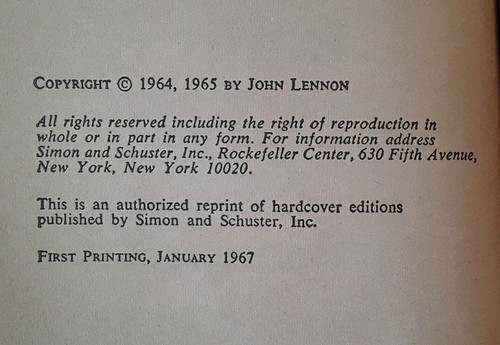 COPYRIGHT © 1964, 1965 BY JOHN LENNON
All rights reserved including the right of reproduction in
whole or in part in any form. For information address
Simon and Schuster, Inc., Rockefeller Center, 630 Fifth Avenue,
New York, New York 10020.
This is an authorized reprint of hardcover editions
published by Simon and Schuster, Inc.
FIRST PRINTING, JANUARY 1967